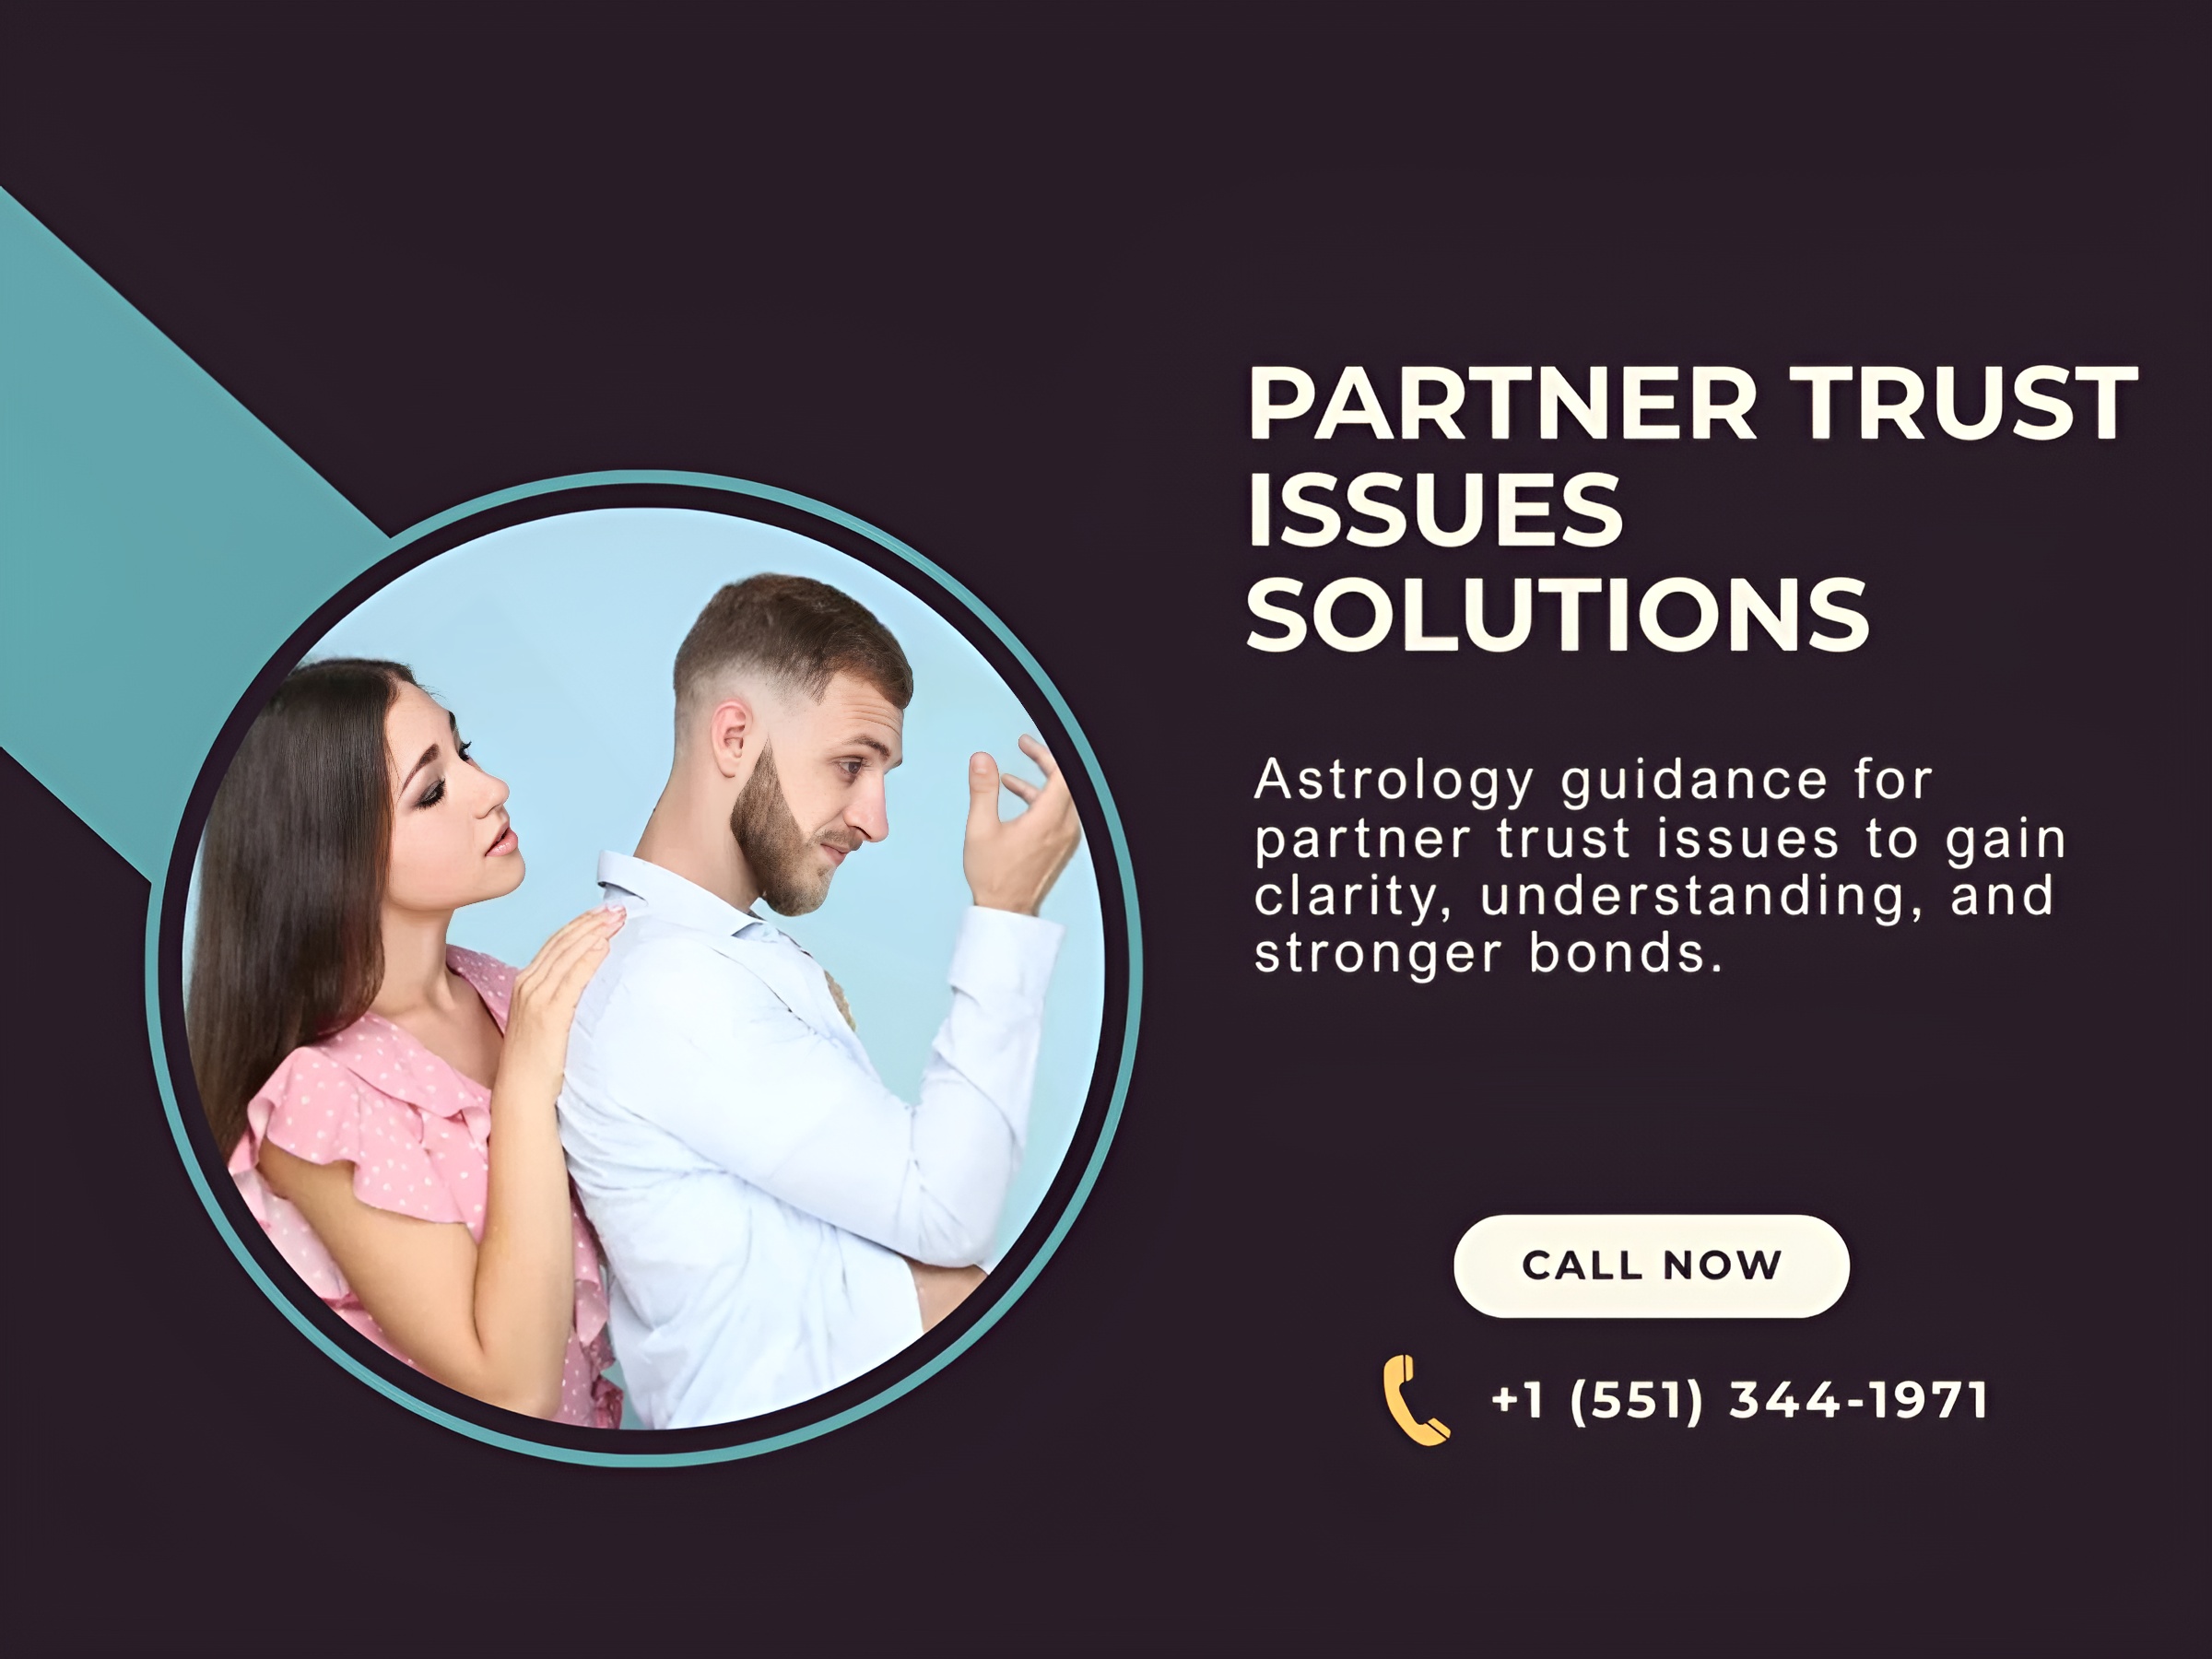 PARTNER TRUST
ISSUES
SOLUTIONS
Astrology guidance for
partner trust issues to gain
clarity, understanding, and
stronger bonds.
CALL NOW
+1 (551) 344-1971